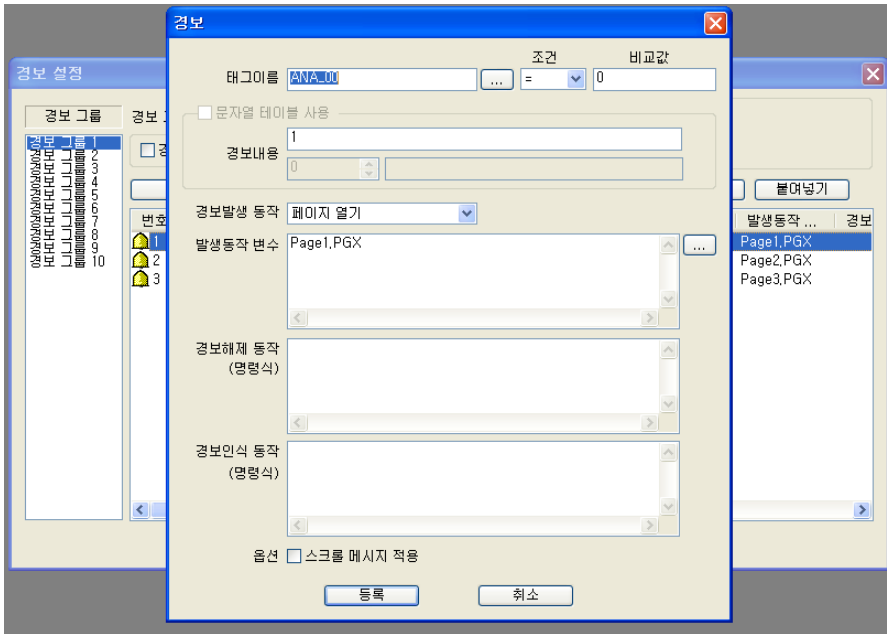 경보
조건
비교값
태그이름
ANA_00
...
=
0
문자열 테이블 사용
경보내용
1
0
경보발생 동작
페이지 열기
발생동작 변수
Page1.PGX
...
경보해제 동작
(명령식)
경보인식 동작
(명령식)
옵션
스크롤 메시지 적용
등록
취소
경보 설정
경보 그룹
경보 그룹 1
경보 그룹 2
경보 그룹 3
경보 그룹 4
경보 그룹 5
경보 그룹 6
경보 그룹 7
경보 그룹 8
경보 그룹 9
경보 그룹 10
경보
붙여넣기
번호
발생동작 ...
경보
1
Page1.PGX
2
Page2.PGX
3
Page3.PGX